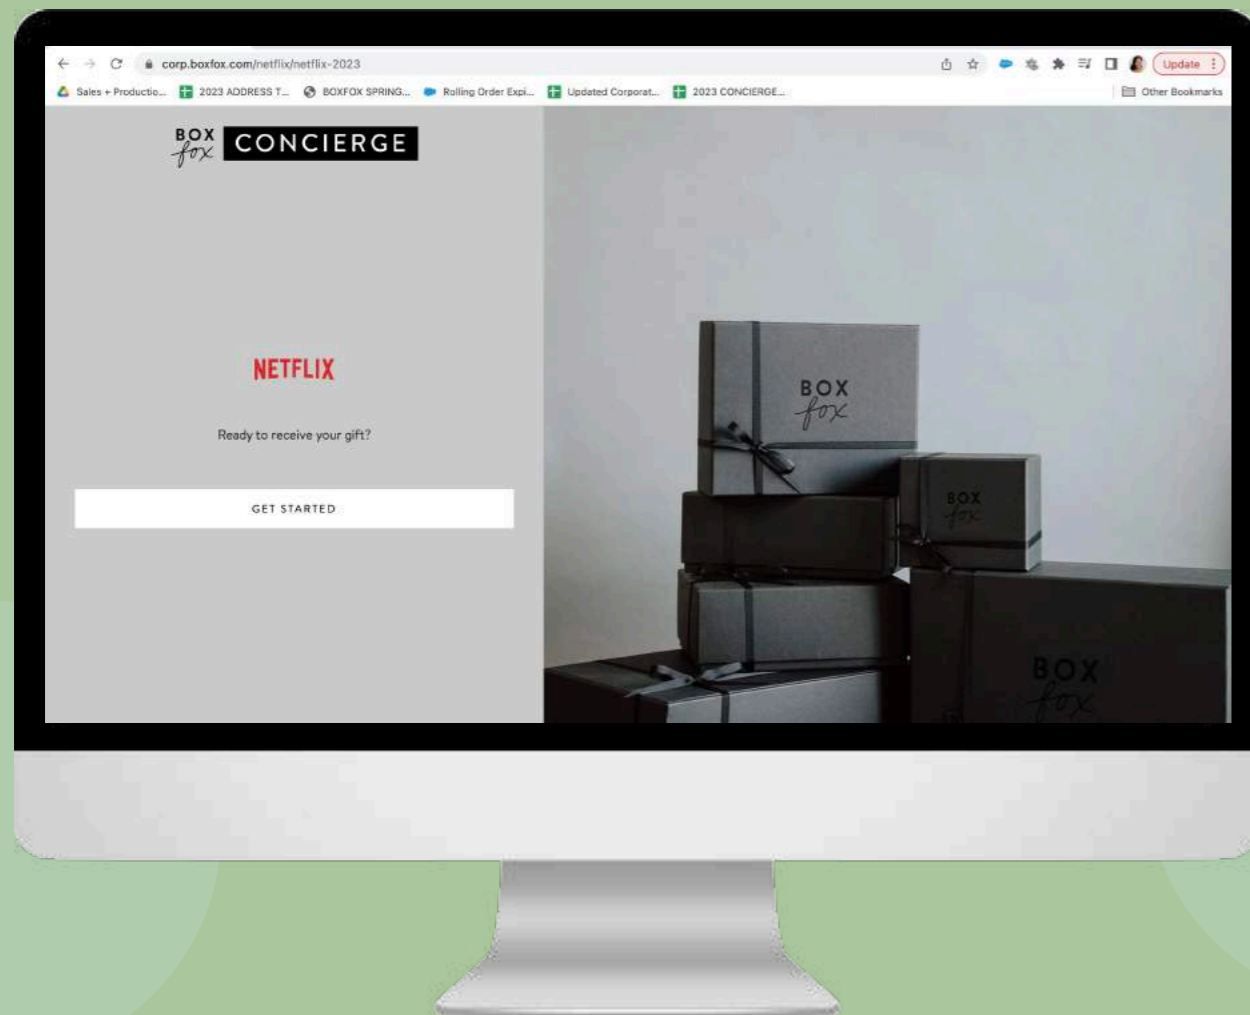 corp.boxfox.com/netflix/netflix-2023
Update
Sales + Productio... 2023 ADDRESS T... BOXFOX SPRING... Rolling Order Expi... Updated Corporat... 2023 CONCIERGE... Other Bookmarks
BOX
fox CONCIERGE
NETFLIX
Ready to receive your gift?
GET STARTED
BOX
fox
BOX
fox
BOX
fox